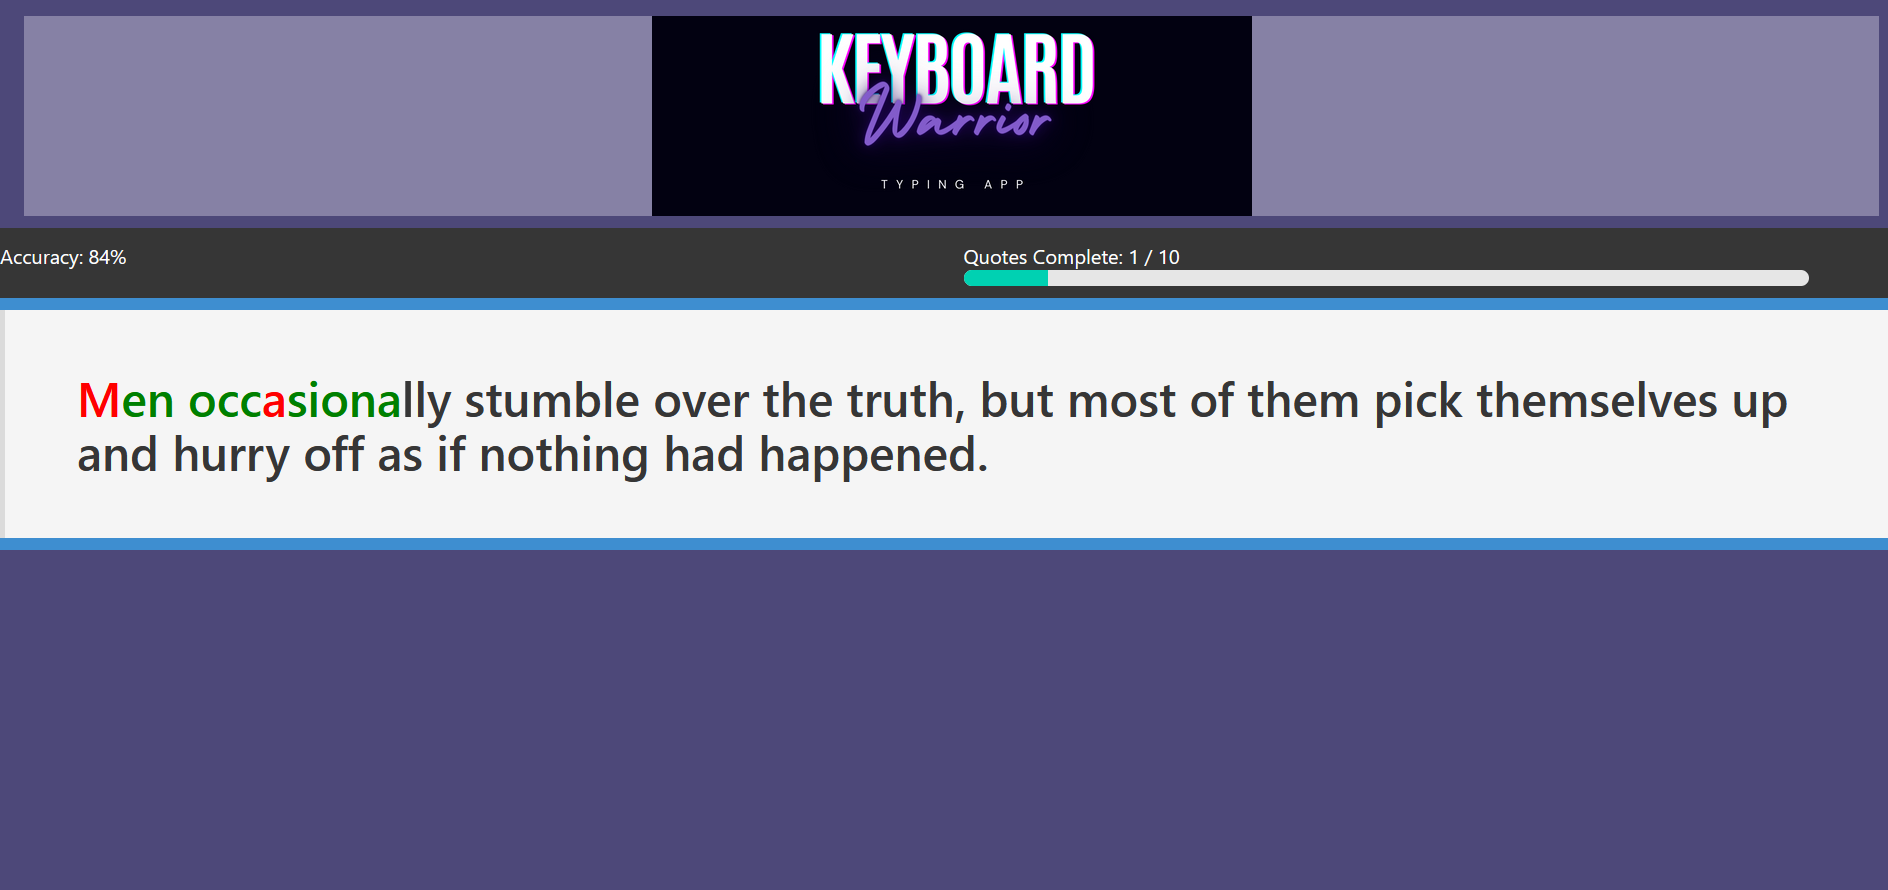 KEYBOARD
Warrior
TYPING APP
Accuracy: 84%
Quotes Complete: 1 / 10
Men occasionally stumble over the truth, but most of them pick themselves up
and hurry off as if nothing had happened.